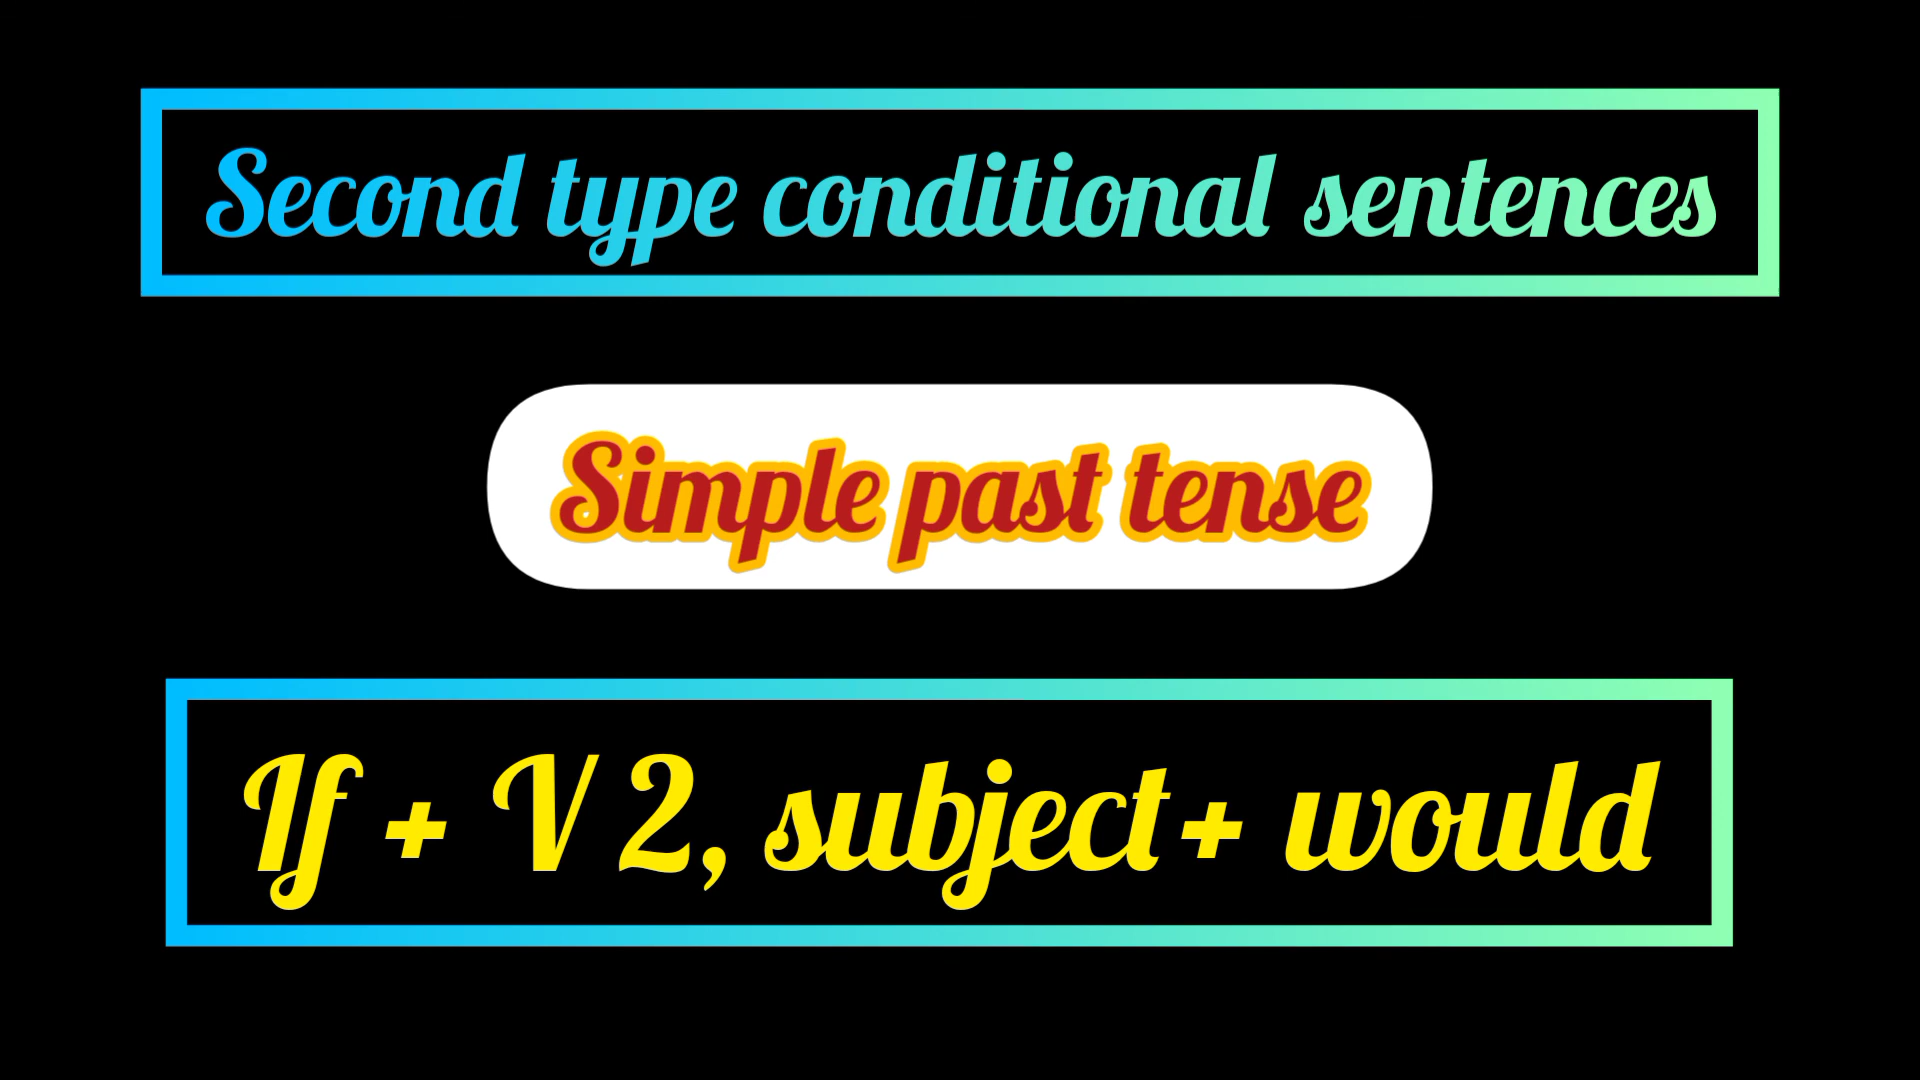 Second type conditional sentences
Simple past tense
If + V 2, subject + would